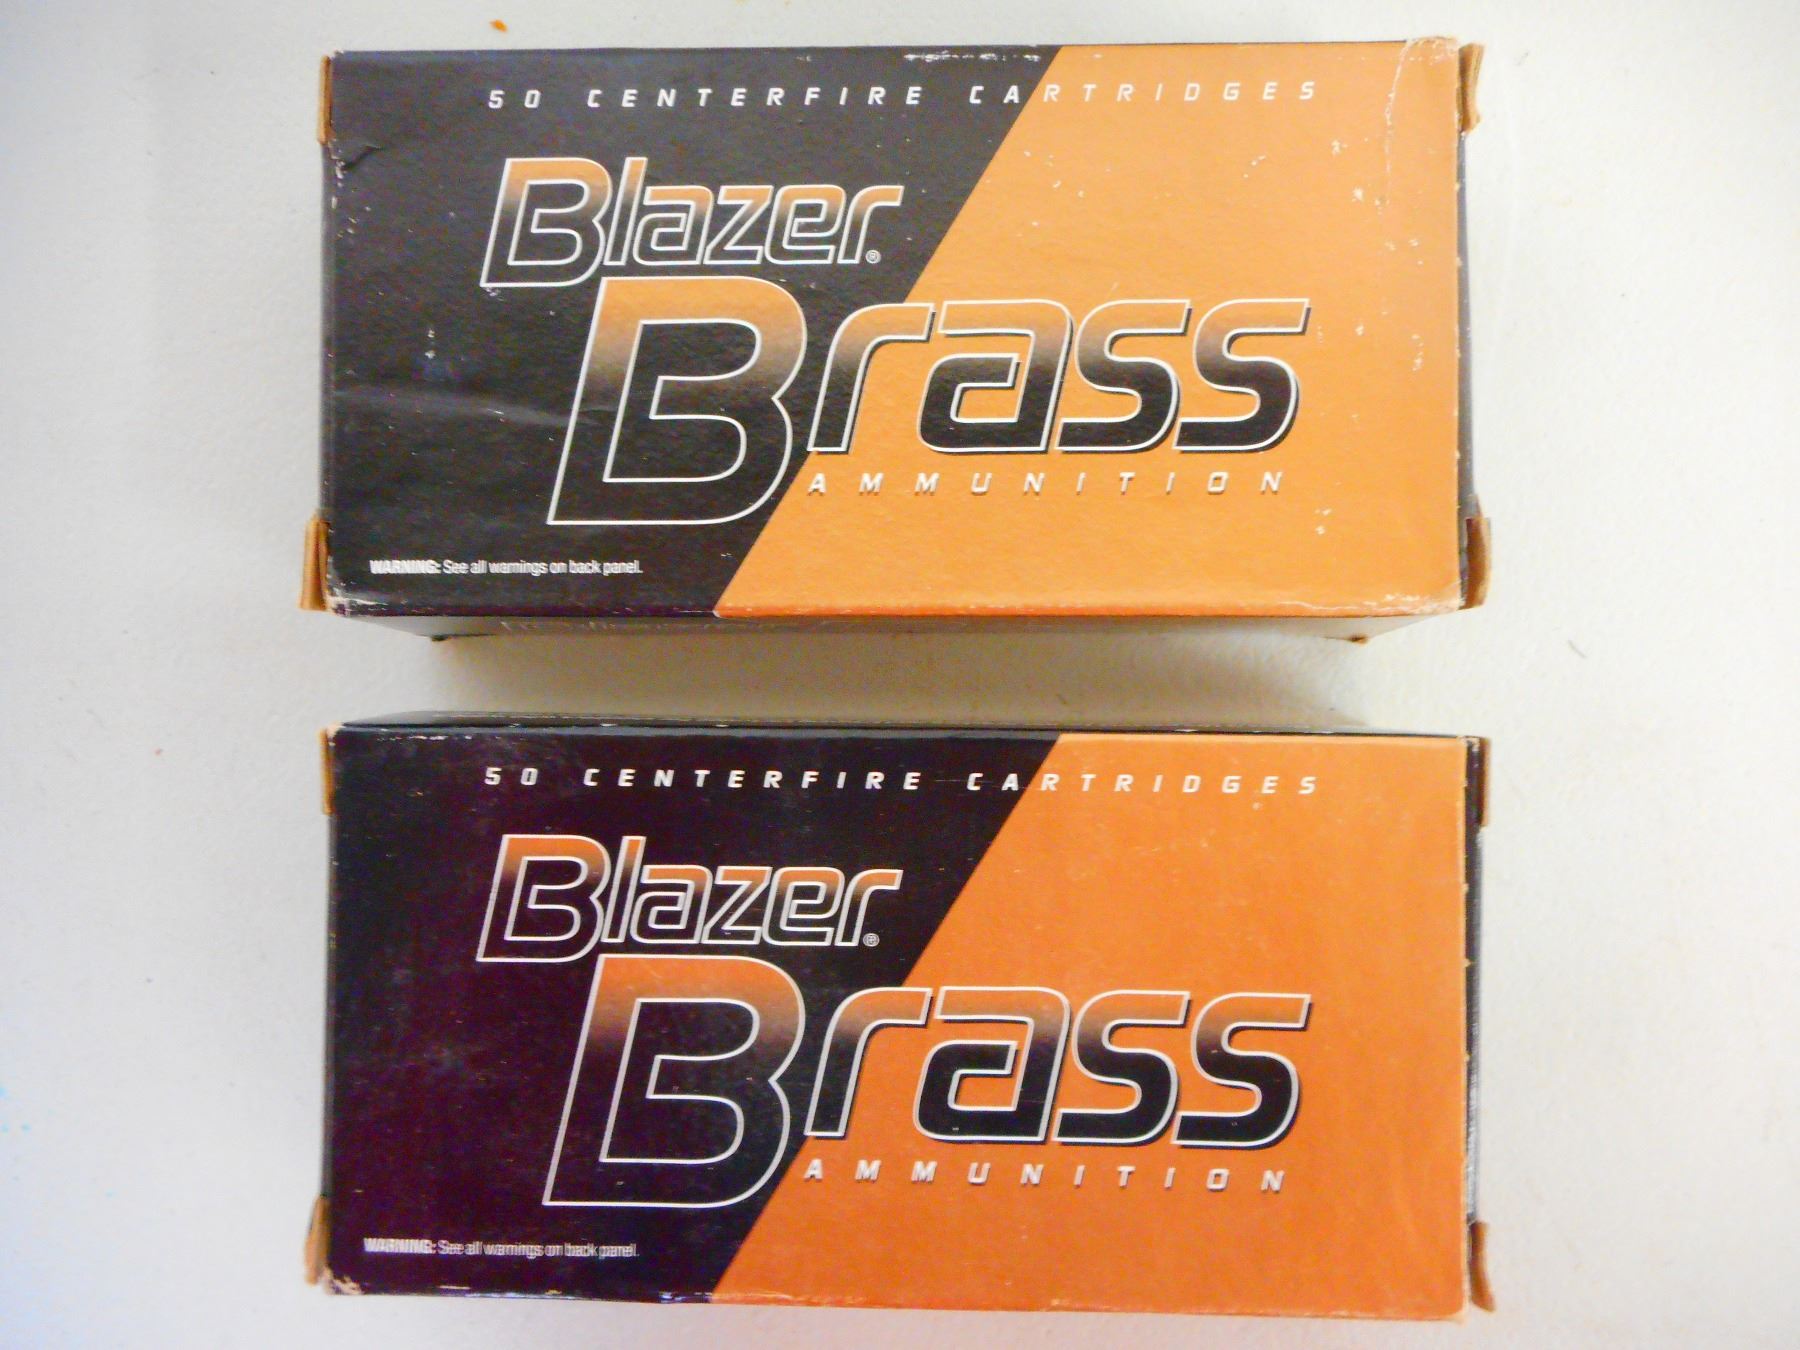 50 CENTERFIRE CARTRIDGES
Blazer®
Brass
AMMUNITION
WARNING: See all warnings on back panel.
50 CENTERFIRE CARTRIDGES
Blazer®
Brass
AMMUNITION
WARNING: See all warnings on back panel.